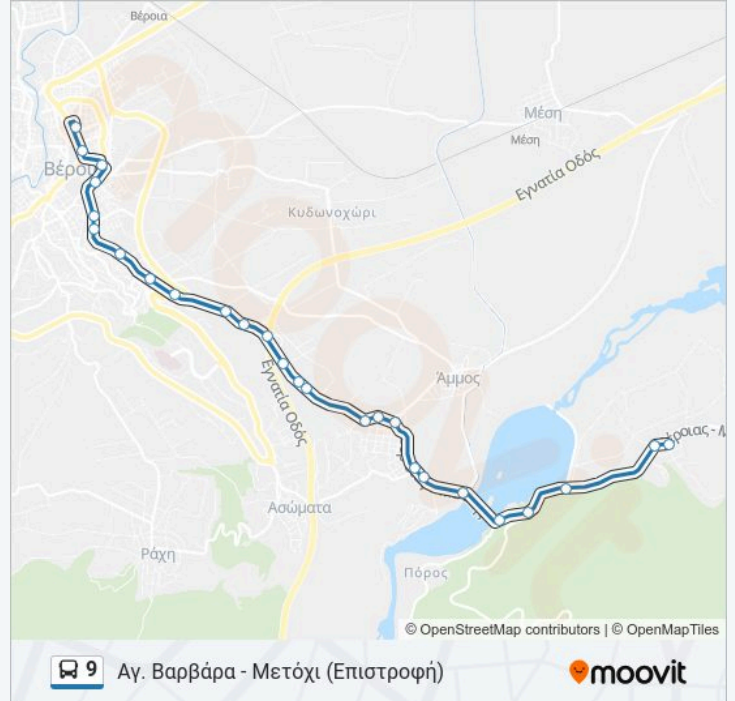 Βέροια
Μέση
Μέση
Βέροι
Εγνατία Οδός
Κυδωνοχώρι
Άμμος
Εγνατία Οδός
Ασώματα
Ράχη
Πόρος
© OpenStreetMap contributors | © OpenMapTiles
9 Αγ. Βαρβάρα - Μετόχι (Επιστροφή)
moovit